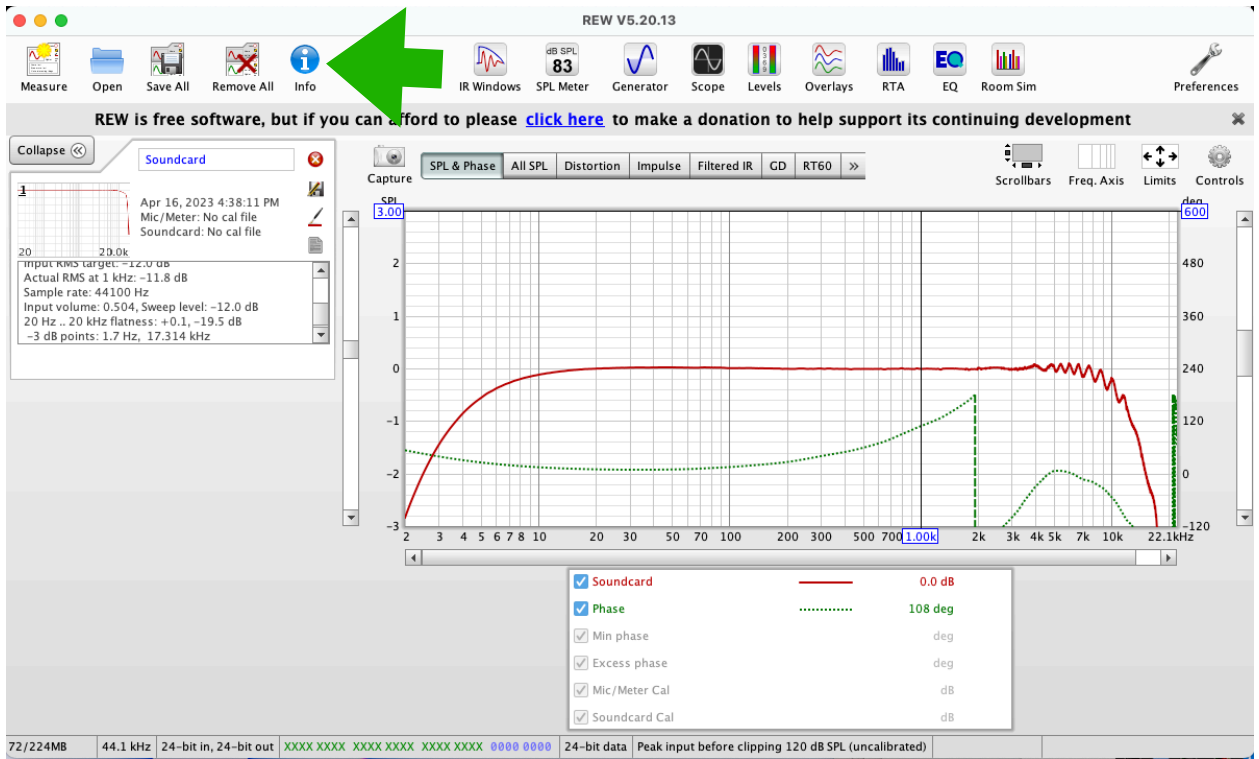 REW V5.20.13
Measure Open Save All Remove All Info IR Windows dB SPL 83 SPL Meter Generator Scope Levels Overlays RTA EQ EQ Room Sim Preferences
REW is free software, but if you can afford to please click here to make a donation to help support its continuing development
Collapse
Soundcard
Apr 16, 2023 4:38:11 PM
Mic/Meter: No cal file
Soundcard: No cal file
1
20 20.0k
Input RMS target: -12.0 dB
Actual RMS at 1 kHz: -11.8 dB
Sample rate: 44100 Hz
Input volume: 0.504, Sweep level: -12.0 dB
20 Hz .. 20 kHz flatness: +0.1, -19.5 dB
-3 dB points: 1.7 Hz, 17.314 kHz
Capture
SPL & Phase All SPL Distortion Impulse Filtered IR GD RT60 »
Scrollbars Freq. Axis Limits Controls
SPL deg
3.00 600
2 480
1 360
0 240
-1 120
-2 0
-3 -120
2 3 4 5 6 7 8 10 20 30 50 70 100 200 300 500 700 1.00k 2k 3k 4k 5k 7k 10k 22.1kHz
Soundcard 0.0 dB
Phase 108 deg
Min phase deg
Excess phase deg
Mic/Meter Cal dB
Soundcard Cal dB
72/224MB 44.1 kHz 24-bit in, 24-bit out XXXX XXXX XXXX XXXX XXXX XXXX 0000 0000 24-bit data Peak input before clipping 120 dB SPL (uncalibrated)